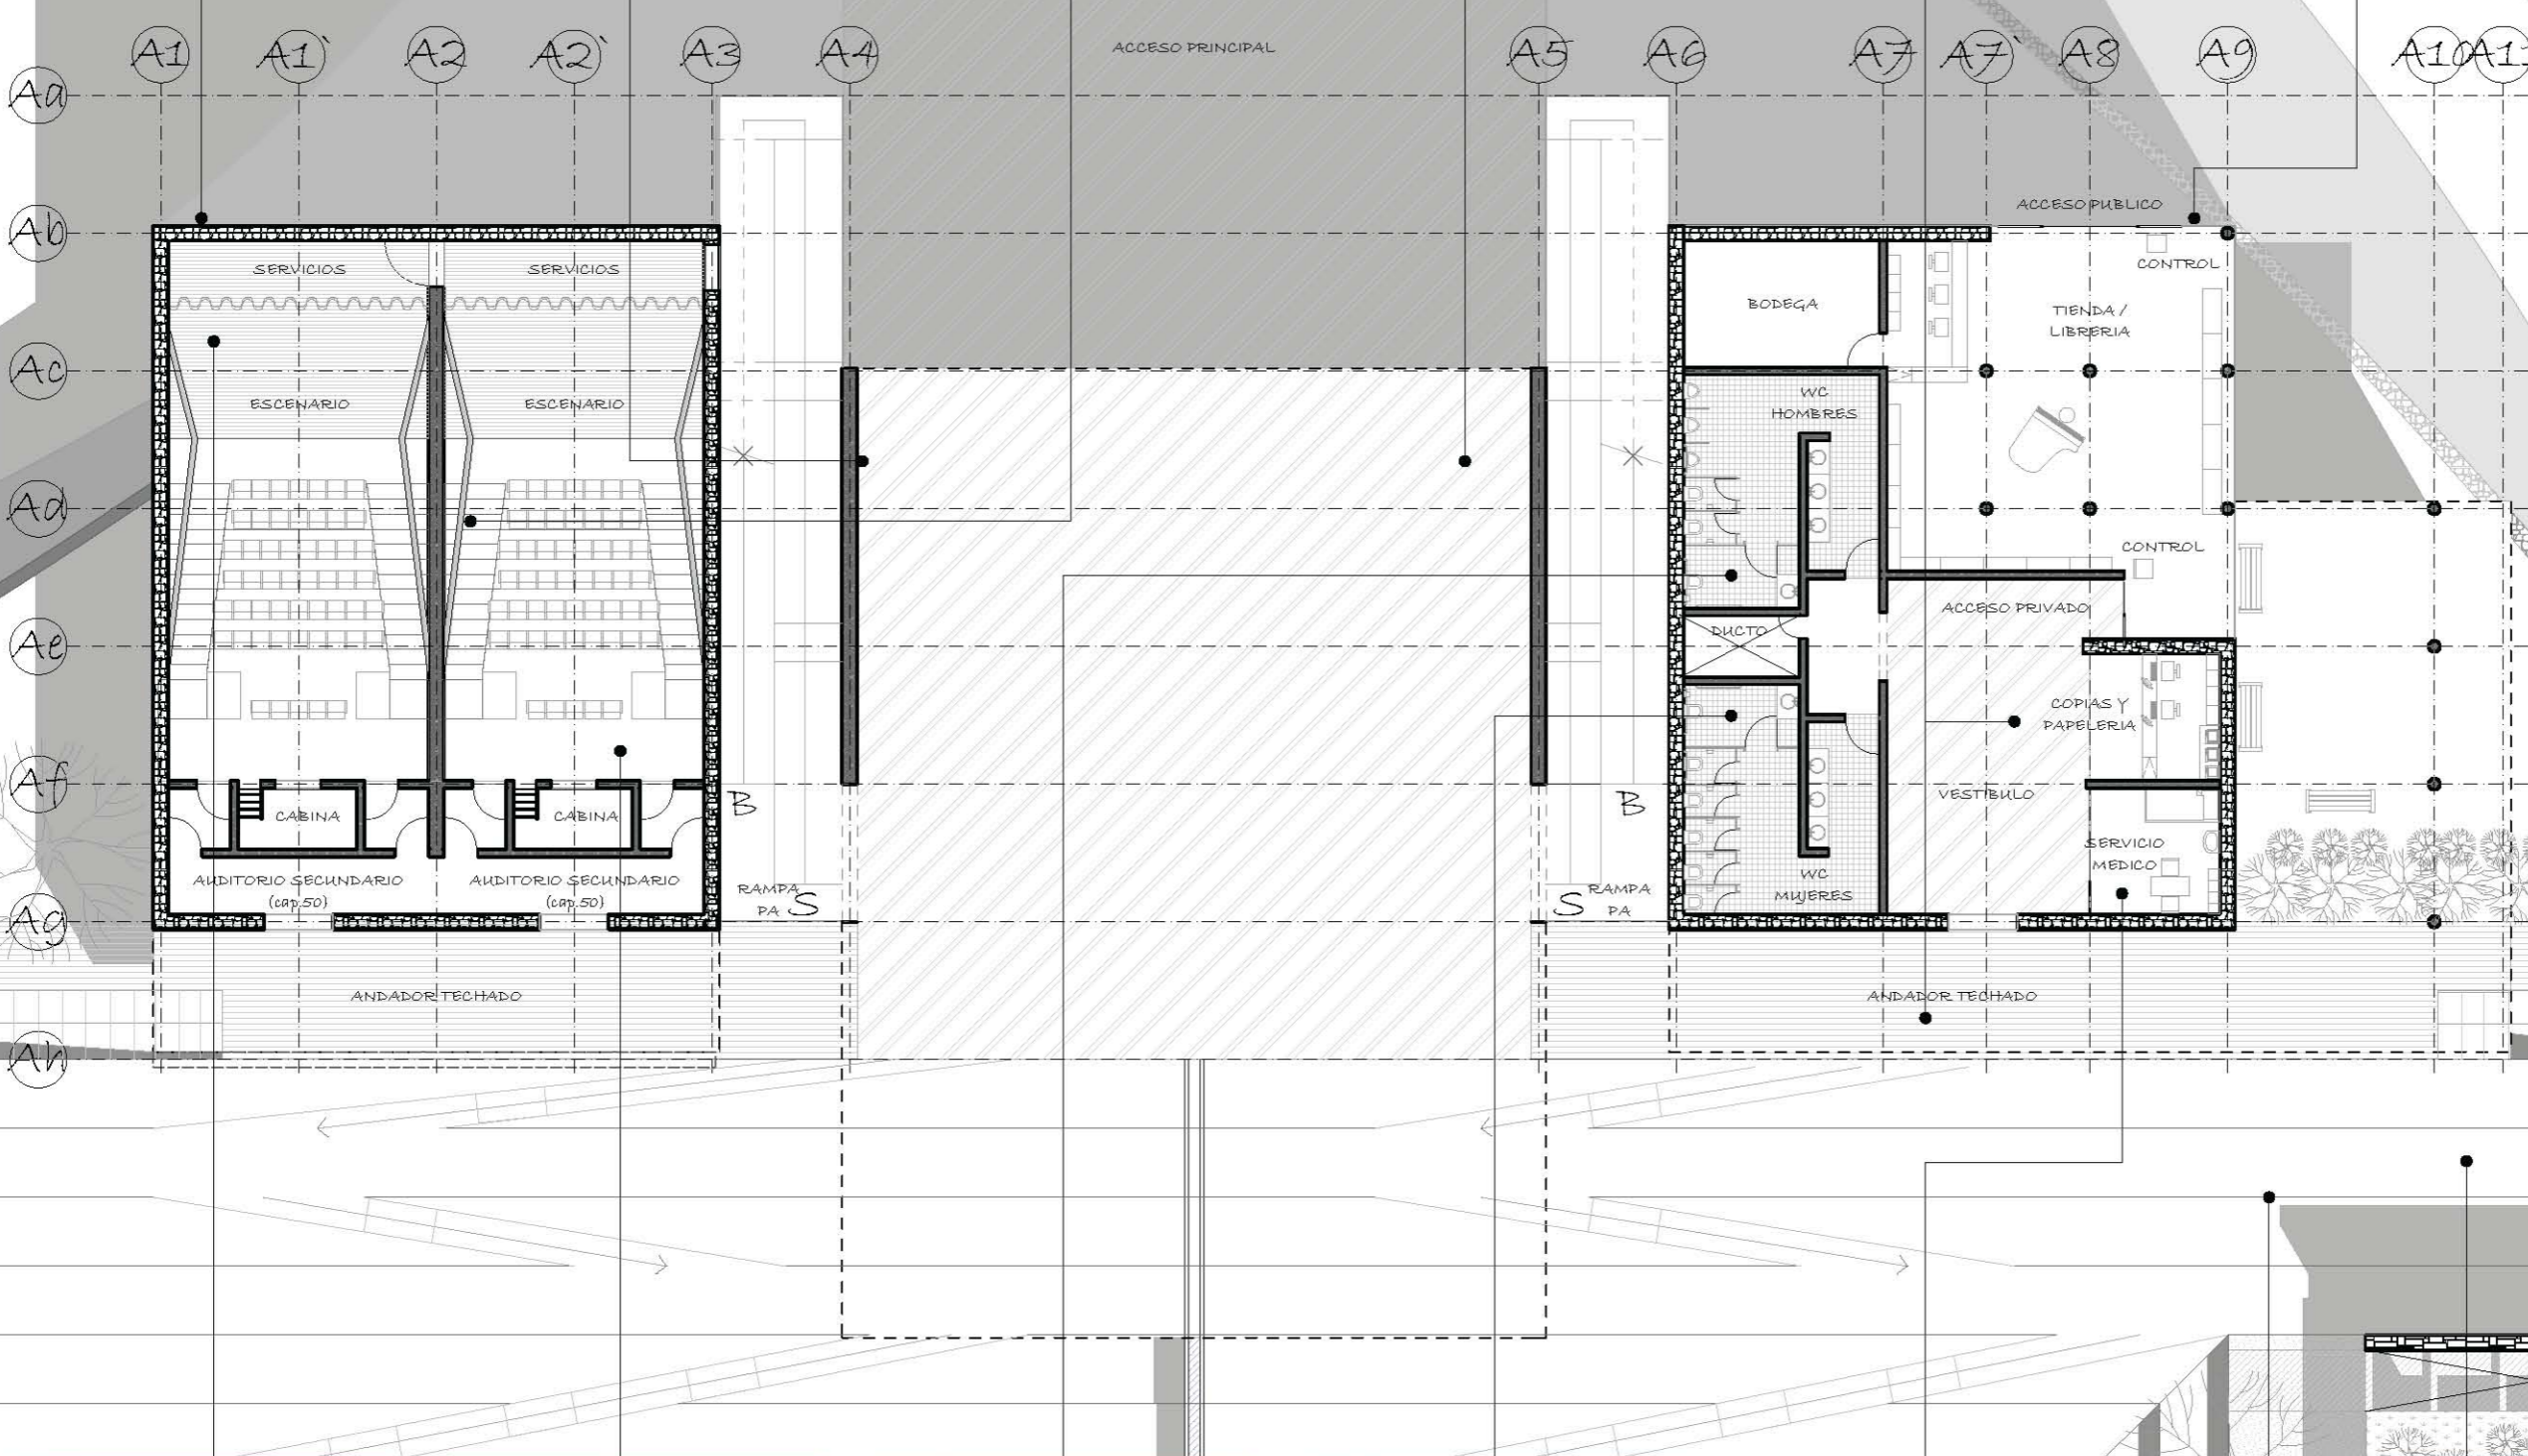 A1 A1` A2 A2` A3 A4 A5 A6 A7 A7` A8 A9 A10
ACCESO PRINCIPAL
Aa
Ab
Ac
Ad
Ae
Af
Ag
Ah
SERVICIOS
SERVICIOS
ESCENARIO
ESCENARIO
CABINA
CABINA
AUDITORIO SECUNDARIO
(cap.50)
AUDITORIO SECUNDARIO
(cap.50)
ANDADOR TECHADO
B
RAMPA
PA
S
B
S
RAMPA
PA
ACCESO PUBLICO
CONTROL
BODEGA
TIENDA /
LIBRERIA
WC
HOMBRES
CONTROL
ACCESO PRIVADO
DUCTO
COPIAS Y
PAPELERIA
VESTIBULO
SERVICIO
MEDICO
WC
MUJERES
ANDADOR TECHADO